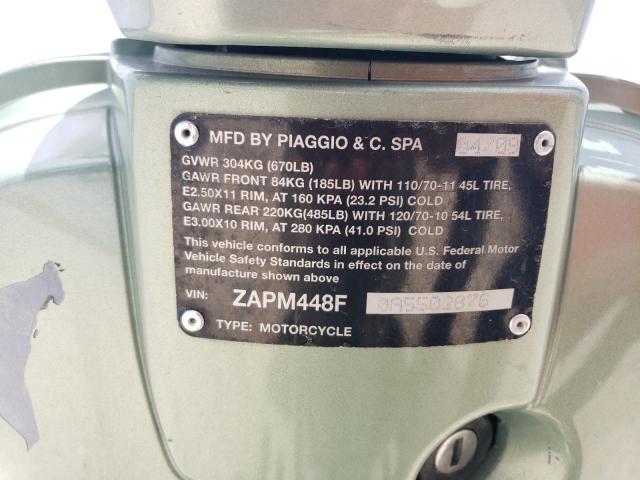 MFD BY PIAGGIO & C. SPA
GVWR 304KG (670LB)
GAWR FRONT 84KG (185LB) WITH 110/70-11 45L TIRE,
E2.50X11 RIM, AT 160 KPA (23.2 PSI) COLD
GAWR REAR 220KG(485LB) WITH 120/70-10 54L TIRE,
E3.00X10 RIM, AT 280 KPA (41.0 PSI) COLD
This vehicle conforms to all applicable U.S. Federal Motor
Vehicle Safety Standards in effect on the date of
manufacture shown above
VIN: ZAPM448F
TYPE: MOTORCYCLE